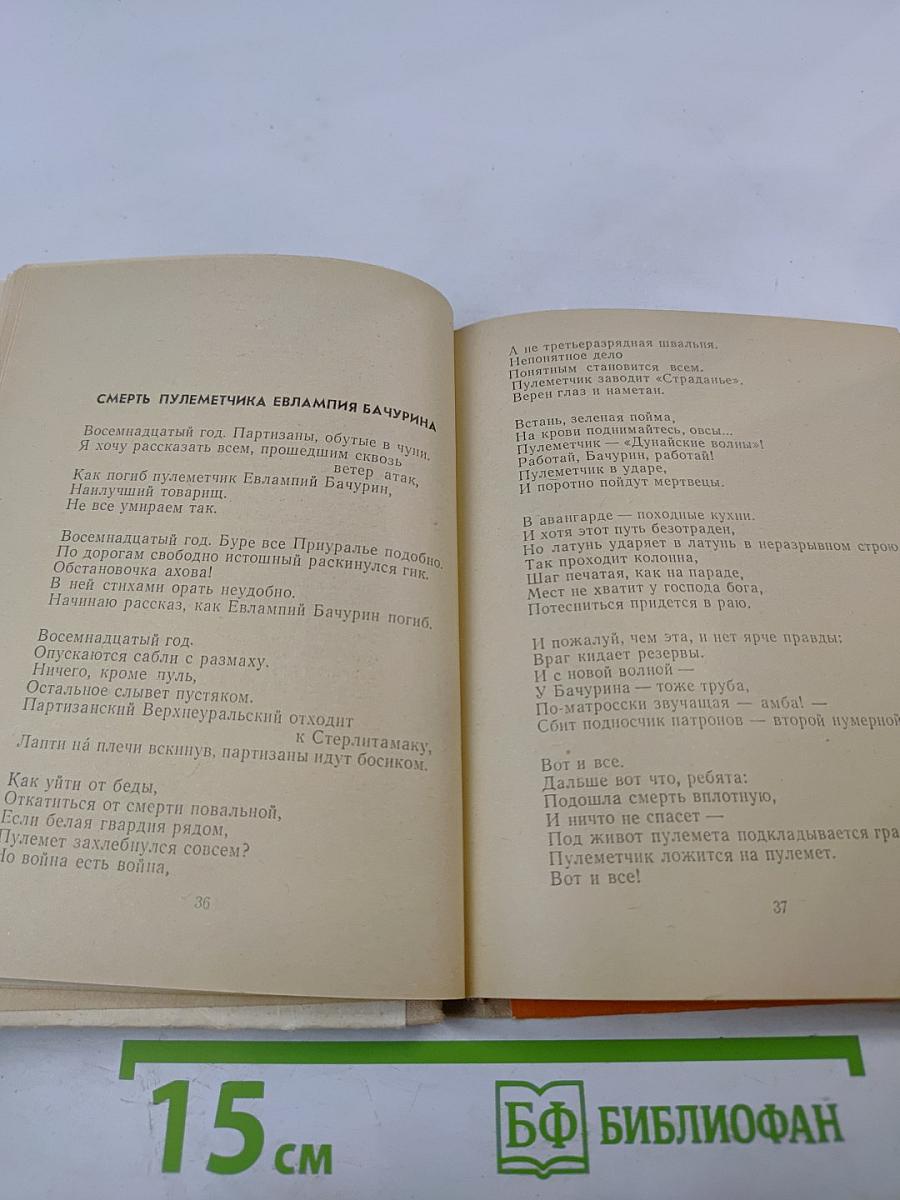 СМЕРТЬ ПУЛЕМЕТЧИКА ЕВЛАМПИЯ БАЧУРИНА
Восемнадцатый год. Партизаны, обутые в чуни.
Я хочу рассказать всем, прошедшим сквозь
ветер атак,
Как погиб пулеметчик Евлампий Бачурин,
Наилучший товарищ.
Не все умираем так.
Восемнадцатый год. Буре все Приуралье подобно.
По дорогам свободно истошный раскинулся гик.
Обстановочка ахова!
В ней стихами орать неудобно.
Начинаю рассказ, как Евлампий Бачурин погиб.
Восемнадцатый год.
Опускаются сабли с размаху.
Ничего, кроме пуль,
Остальное слывет пустяком.
Партизанский Верхнеуральский отходит
к Стерлитамаку,
Лапти на́ плечи вскинув, партизаны идут босиком.
Как уйти от беды,
Откатиться от смерти повальной,
Если белая гвардия рядом,
Пулемет захлебнулся совсем?
Но война есть война,
36
А не третьеразрядная швальня.
Непонятное дело
Понятным становится всем.
Пулеметчик заводит «Страданье».
Верен глаз и наметан.
Встань, зеленая пойма,
На крови поднимайтесь, овсы...
Пулеметчик — «Дунайские волны»!
Работай, Бачурин, работай!
Пулеметчик в ударе,
И поротно пойдут мертвецы.
В авангарде — походные кухни.
И хотя этот путь безотраден,
Но латунь ударяет в латунь в неразрывном строю
Так проходит колонна,
Шаг печатая, как на параде,
Мест не хватит у господа бога,
Потесниться придется в раю.
И пожалуй, чем эта, и нет ярче правды:
Враг кидает резервы.
И с новой волной —
У Бачурина — тоже труба,
По-матросски звучащая — амба! —
Сбит подносчик патронов — второй нумерной
Вот и все.
Дальше вот что, ребята:
Подошла смерть вплотную,
И ничто не спасет —
Под живот пулемета подкладывается гра
Пулеметчик ложится на пулемет.
Вот и все!
37
15 см
БФ БИБЛИОФАН